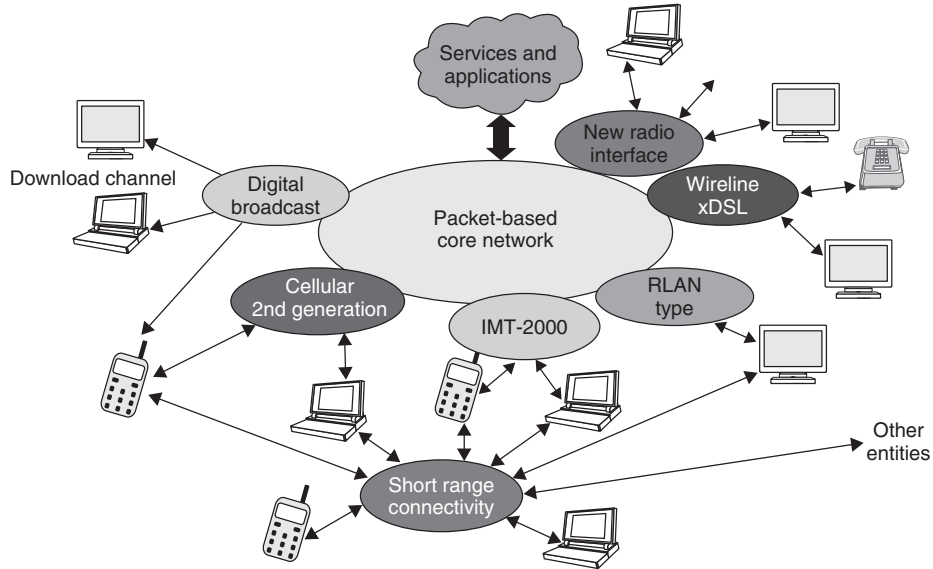 Services and
applications
New radio
interface
Download channel
Digital
broadcast
Wireline
xDSL
Packet-based
core network
Cellular
2nd generation
RLAN
type
IMT-2000
Other
entities
Short range
connectivity